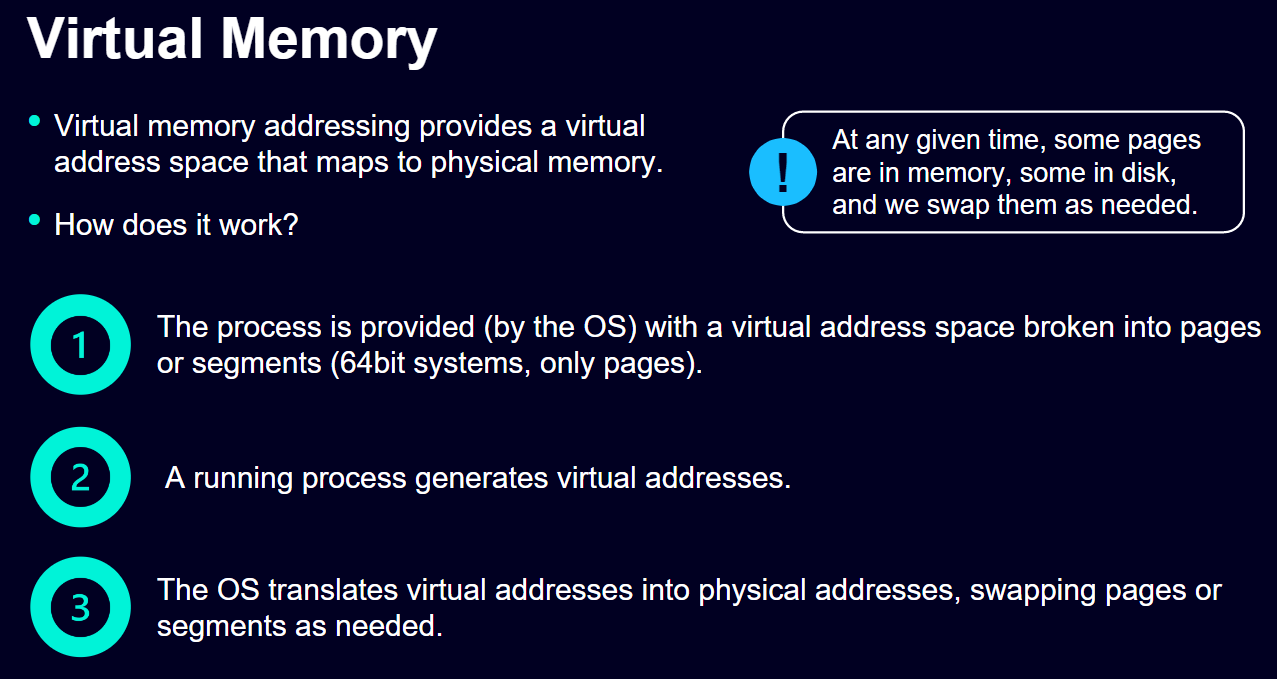 Virtual Memory
• Virtual memory addressing provides a virtual
address space that maps to physical memory.
• How does it work?
!
At any given time, some pages
are in memory, some in disk,
and we swap them as needed.
1
The process is provided (by the OS) with a virtual address space broken into pages
or segments (64bit systems, only pages).
2
A running process generates virtual addresses.
3
The OS translates virtual addresses into physical addresses, swapping pages or
segments as needed.